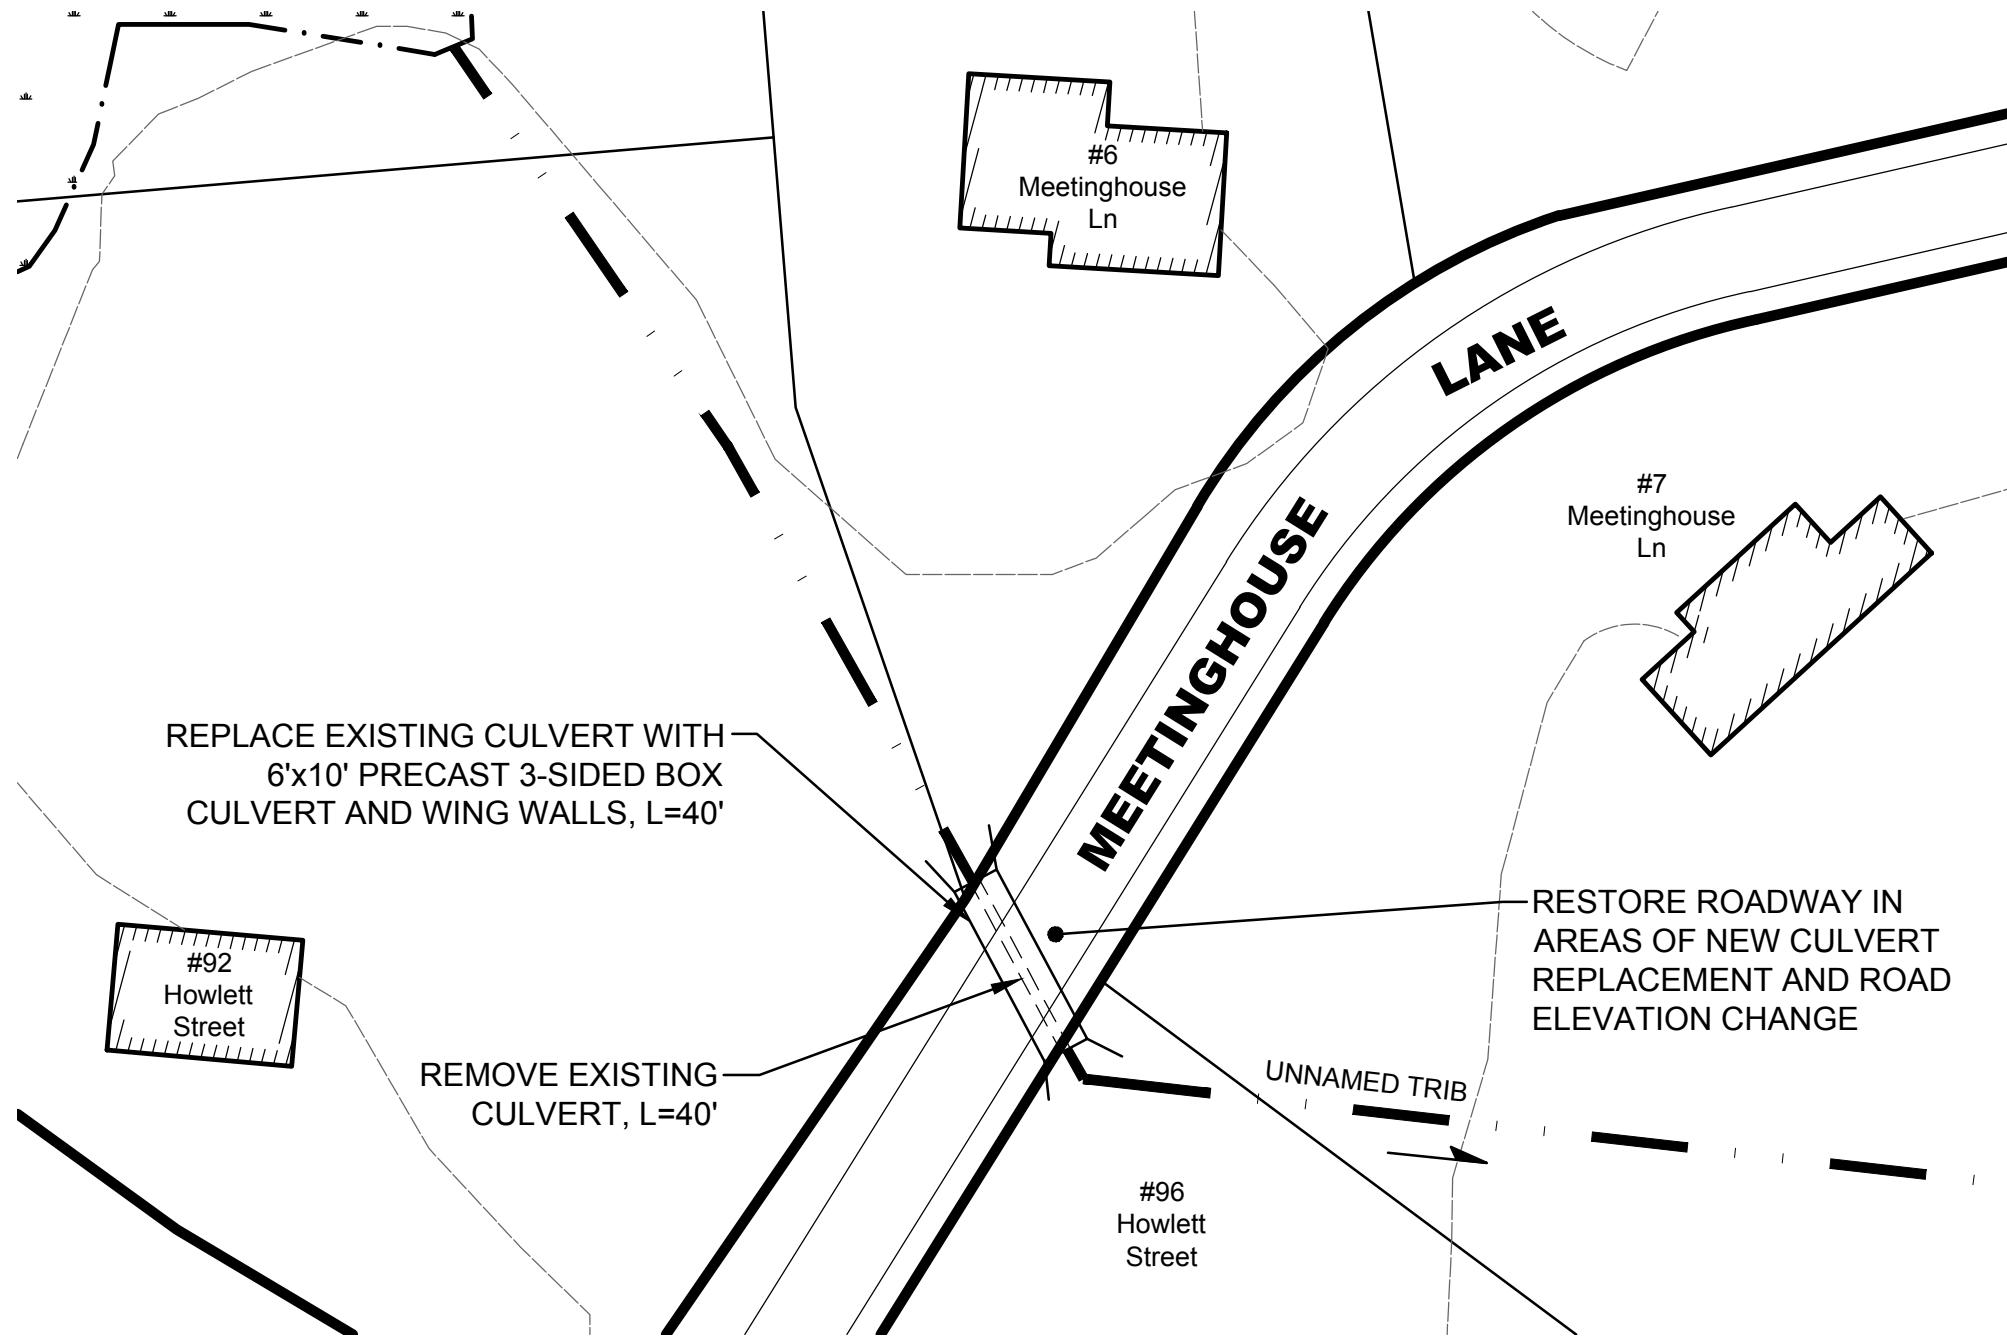 #6
Meetinghouse
Ln
LANE
MEETINGHOUSE
#7
Meetinghouse
Ln
REPLACE EXISTING CULVERT WITH
6'x10' PRECAST 3-SIDED BOX
CULVERT AND WING WALLS, L=40'
RESTORE ROADWAY IN
AREAS OF NEW CULVERT
REPLACEMENT AND ROAD
ELEVATION CHANGE
#92
Howlett
Street
REMOVE EXISTING
CULVERT, L=40'
UNNAMED TRIB
#96
Howlett
Street